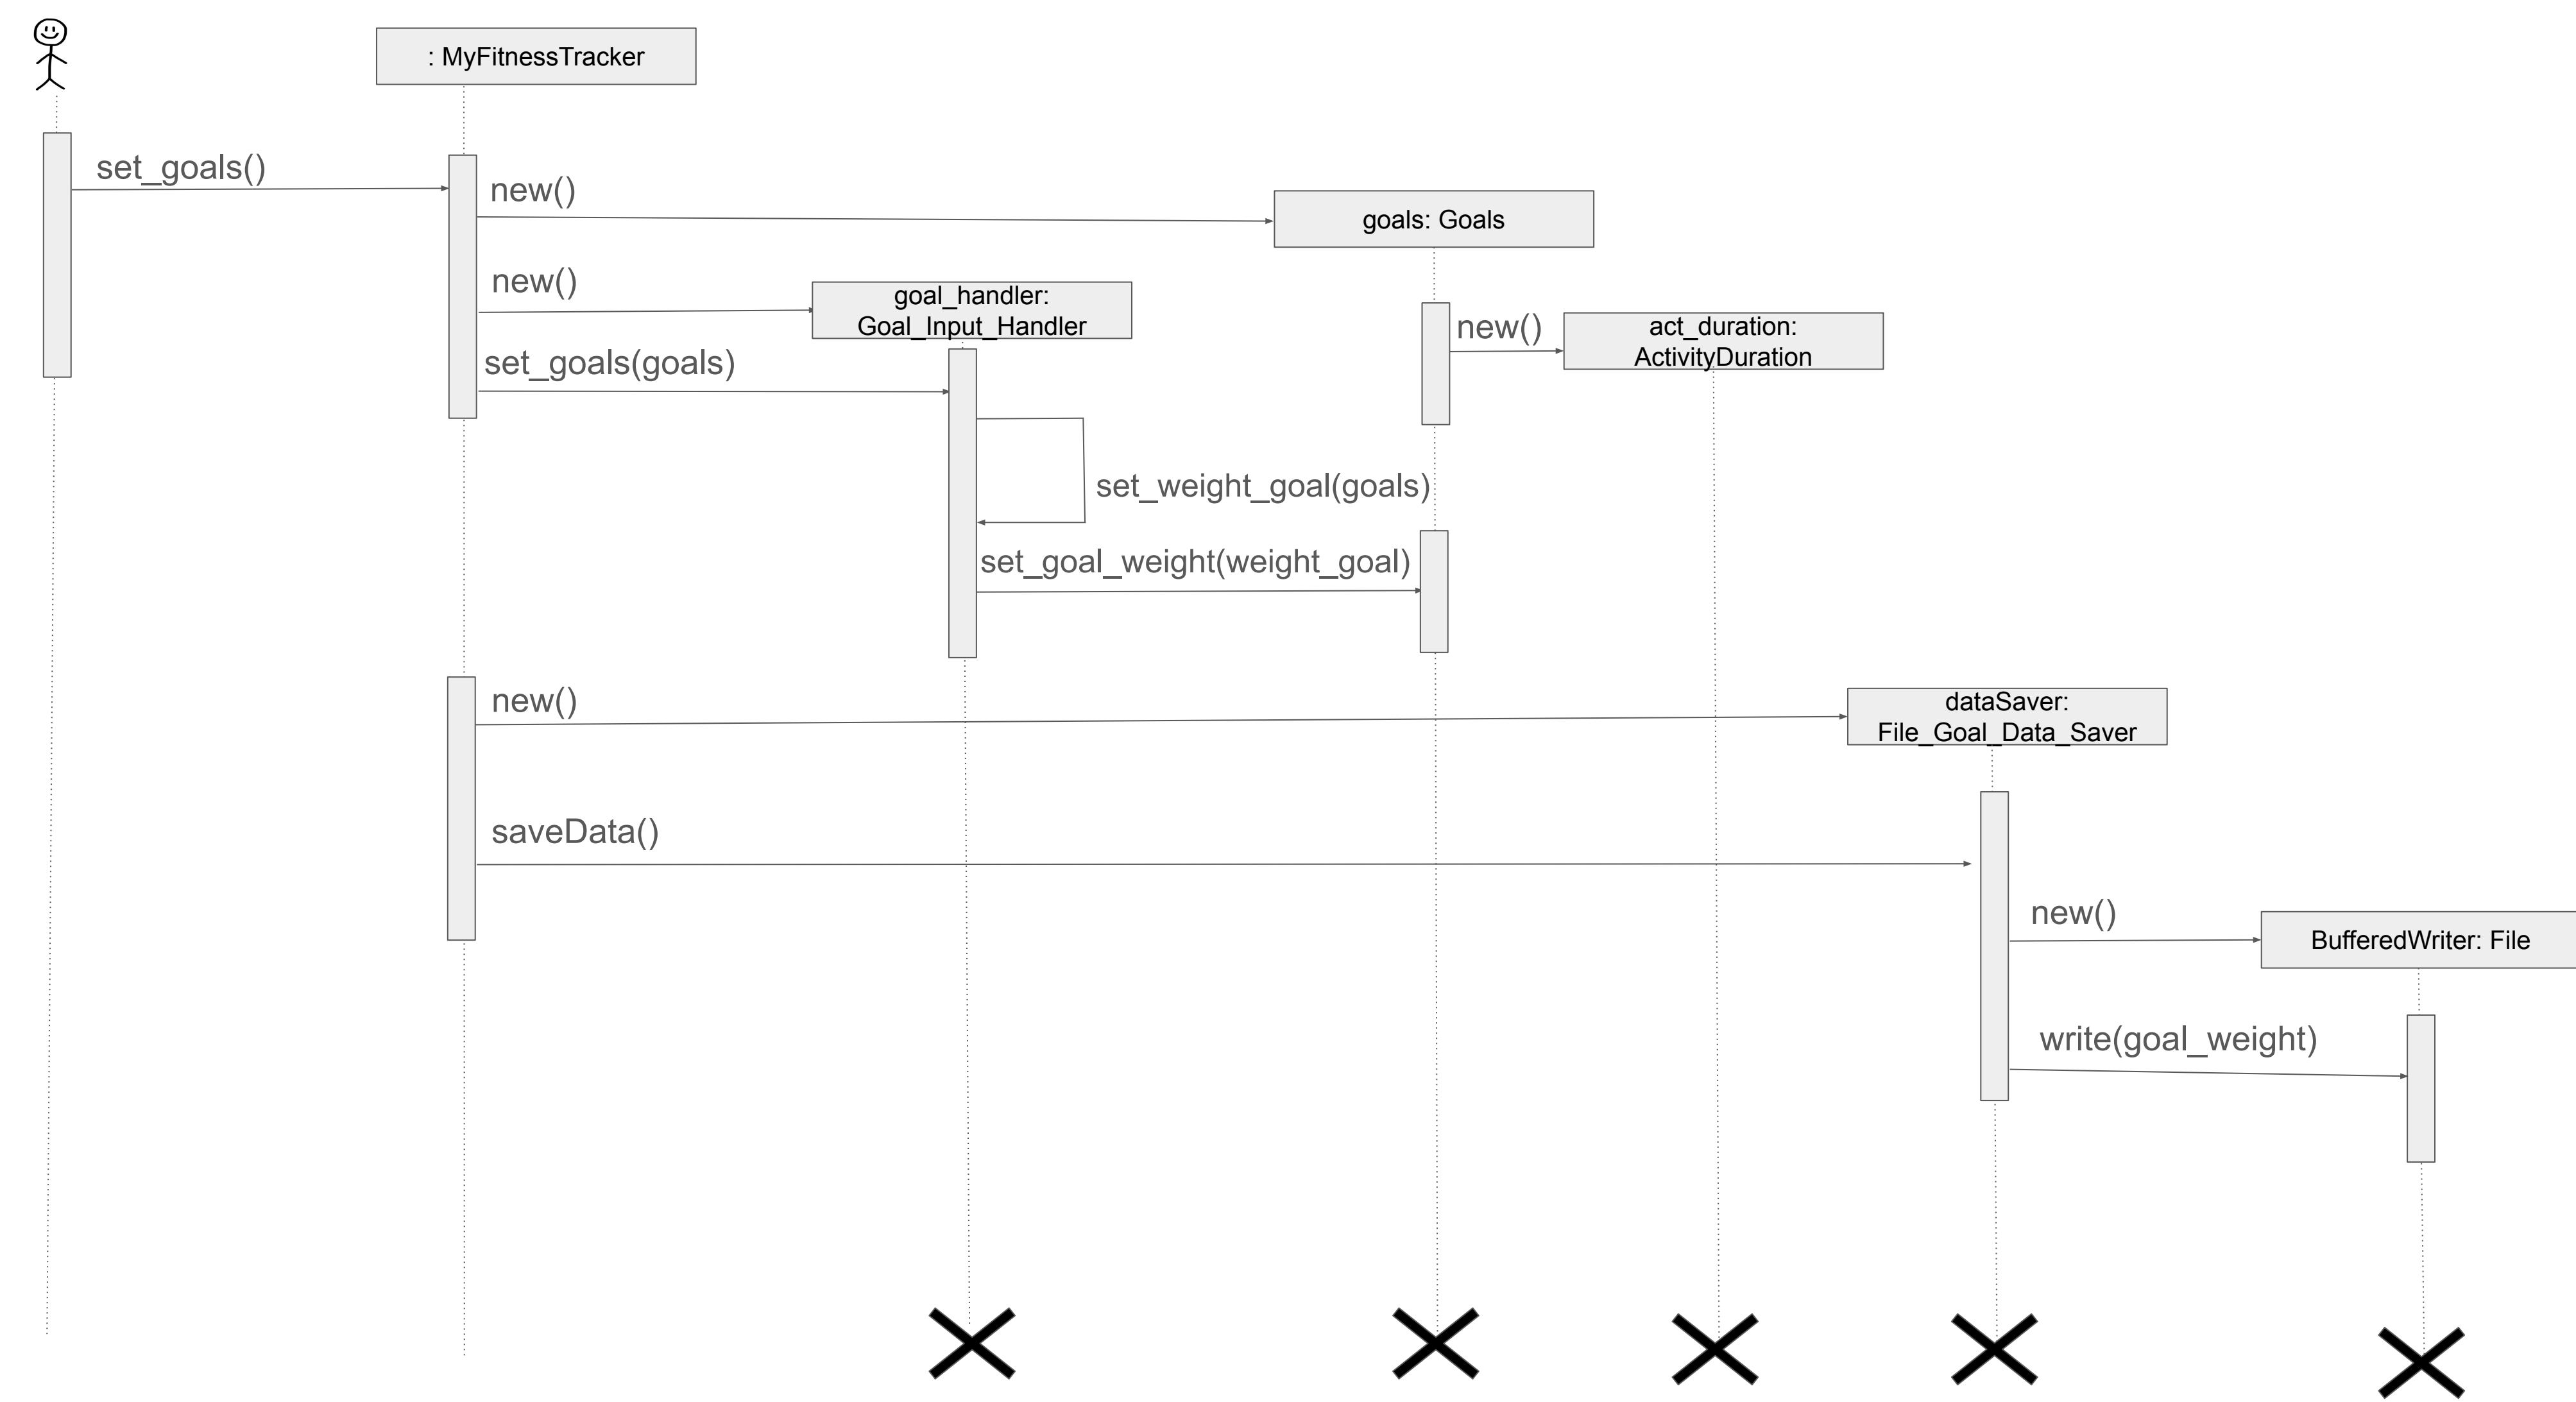 : MyFitnessTracker
set_goals()
new()
goals: Goals
new()
goal_handler:
Goal_Input_Handler
new()
act_duration:
ActivityDuration
set_goals(goals)
set_weight_goal(goals)
set_goal_weight(weight_goal)
new()
dataSaver:
File_Goal_Data_Saver
saveData()
new()
BufferedWriter: File
write(goal_weight)